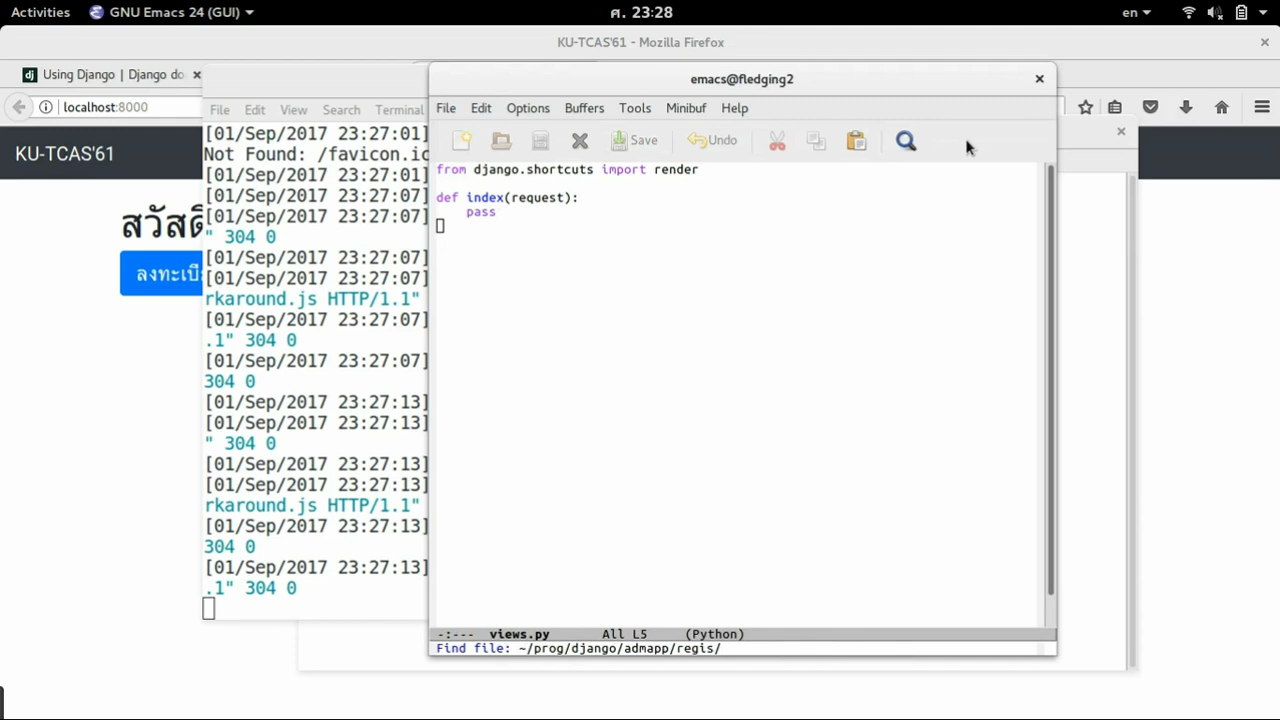 Activities GNU Emacs 24 (GUI) ศ. 23:28 en
KU-TCAS'61 - Mozilla Firefox
Using Django | Django do
localhost:8000
KU-TCAS'61
ลงทะเบี
File Edit View Search Terminal
[01/Sep/2017 23:27:01]
Not Found: /favicon.ic
[01/Sep/2017 23:27:01]
[01/Sep/2017 23:27:07]
[01/Sep/2017 23:27:07]
" 304 0
[01/Sep/2017 23:27:07]
[01/Sep/2017 23:27:07]
rkaround.js HTTP/1.1"
[01/Sep/2017 23:27:07]
.1" 304 0
[01/Sep/2017 23:27:07]
304 0
[01/Sep/2017 23:27:13]
[01/Sep/2017 23:27:13]
" 304 0
[01/Sep/2017 23:27:13]
[01/Sep/2017 23:27:13]
rkaround.js HTTP/1.1"
[01/Sep/2017 23:27:13]
304 0
[01/Sep/2017 23:27:13]
.1" 304 0
emacs@fledging2
File Edit Options Buffers Tools Minibuf Help
Save Undo
from django.shortcuts import render
def index(request):
pass
-:--- views.py All L5 (Python)
Find file: ~/prog/django/admapp/regis/